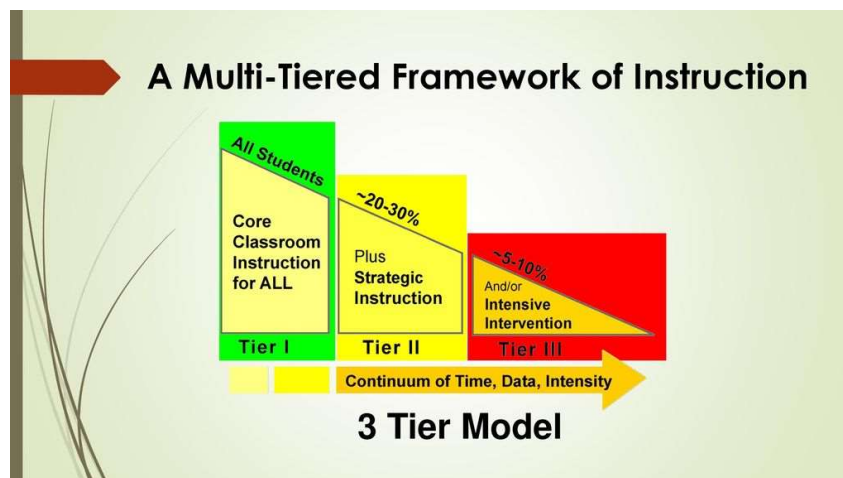 A Multi-Tiered Framework of Instruction
All Students
Core
Classroom
Instruction
for ALL
Tier I
~20-30%
Plus
Strategic
Instruction
Tier II
~5-10%
And/or
Intensive
Intervention
Tier III
Continuum of Time, Data, Intensity
3 Tier Model